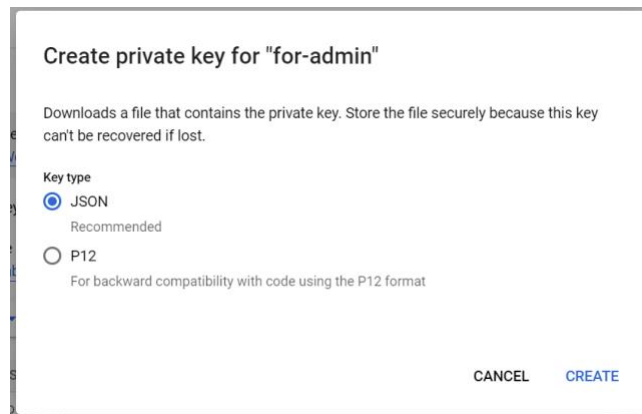 Create private key for "for-admin"
Downloads a file that contains the private key. Store the file securely because this key
can't be recovered if lost.
Key type
JSON
Recommended
P12
For backward compatibility with code using the P12 format
CANCEL CREATE